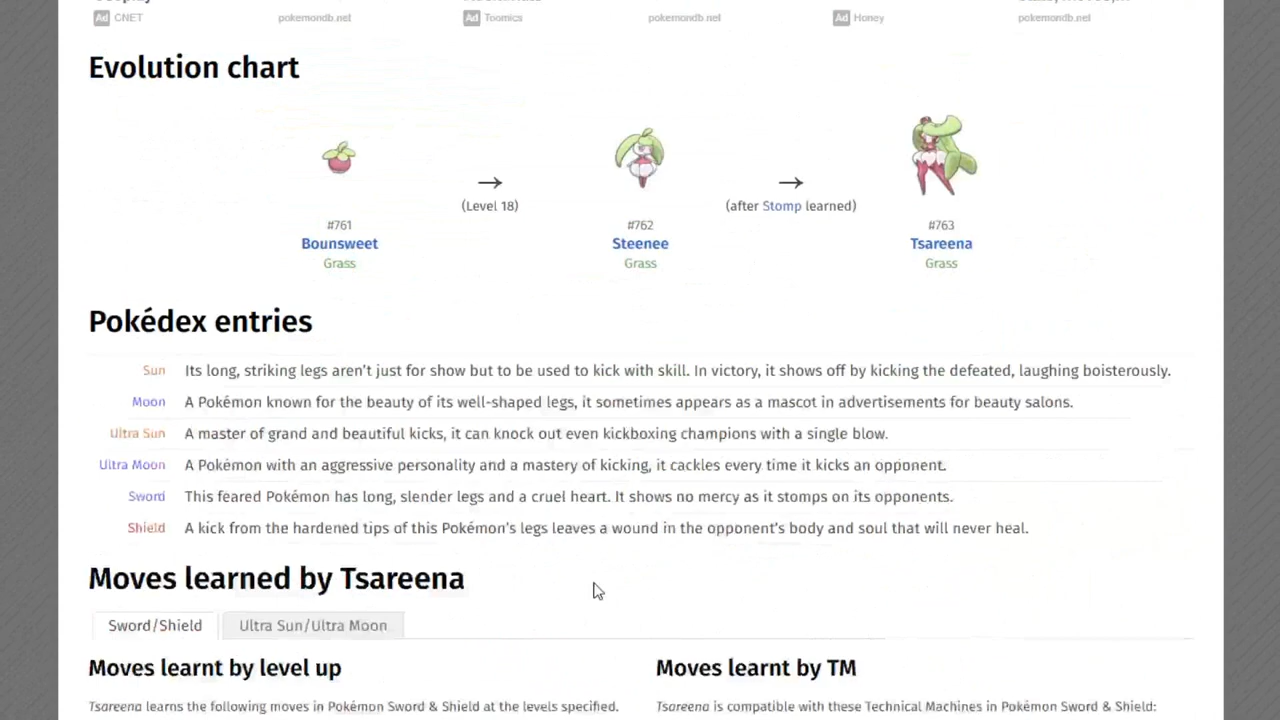 Ad CNET
pokemondb.net
Ad Toomics
pokemondb.net
Ad Honey
pokemondb.net
Evolution chart
→
(Level 18)
→
(after Stomp learned)
#761
Bounsweet
Grass
#762
Steenee
Grass
#763
Tsareena
Grass
Pokédex entries
Sun Its long, striking legs aren't just for show but to be used to kick with skill. In victory, it shows off by kicking the defeated, laughing boisterously.
Moon A Pokémon known for the beauty of its well-shaped legs, it sometimes appears as a mascot in advertisements for beauty salons.
Ultra Sun A master of grand and beautiful kicks, it can knock out even kickboxing champions with a single blow.
Ultra Moon A Pokémon with an aggressive personality and a mastery of kicking, it cackles every time it kicks an opponent.
Sword This feared Pokémon has long, slender legs and a cruel heart. It shows no mercy as it stomps on its opponents.
Shield A kick from the hardened tips of this Pokémon's legs leaves a wound in the opponent's body and soul that will never heal.
Moves learned by Tsareena
Sword/Shield
Ultra Sun/Ultra Moon
Moves learnt by level up
Tsareena learns the following moves in Pokémon Sword & Shield at the levels specified.
Moves learnt by TM
Tsareena is compatible with these Technical Machines in Pokémon Sword & Shield: